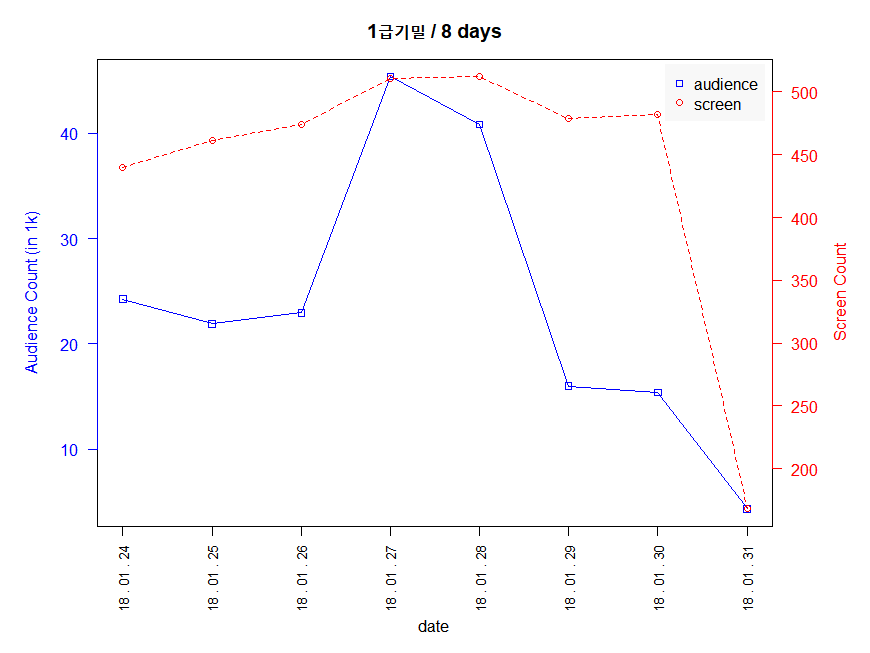 1급기밀 / 8 days
audience
screen
Audience Count (in 1k)
40
30
20
10
500
450
400
350
300
250
200
Screen Count
18 . 01 . 24
18 . 01 . 25
18 . 01 . 26
18 . 01 . 27
18 . 01 . 28
18 . 01 . 29
18 . 01 . 30
18 . 01 . 31
date